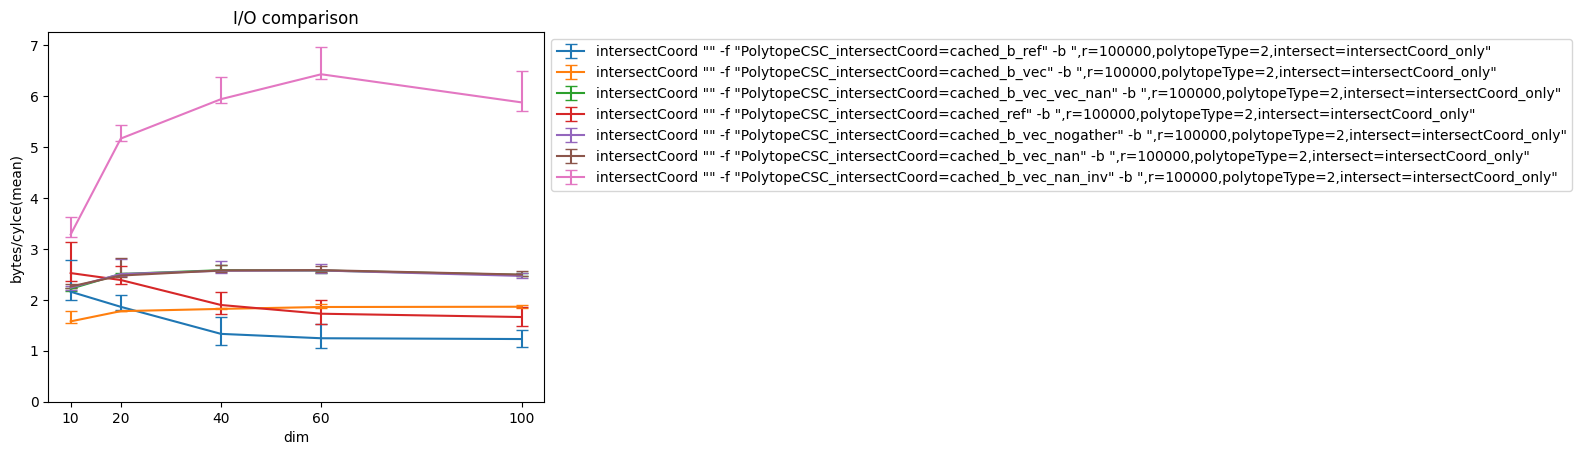 I/O comparison
bytes/cylce(mean)
7
6
5
4
3
2
1
0
10 20 40 60 100
dim
intersectCoord "" -f "PolytopeCSC_intersectCoord=cached_b_ref" -b ",r=100000,polytopeType=2,intersect=intersectCoord_only"
intersectCoord "" -f "PolytopeCSC_intersectCoord=cached_b_vec" -b ",r=100000,polytopeType=2,intersect=intersectCoord_only"
intersectCoord "" -f "PolytopeCSC_intersectCoord=cached_b_vec_vec_nan" -b ",r=100000,polytopeType=2,intersect=intersectCoord_only"
intersectCoord "" -f "PolytopeCSC_intersectCoord=cached_ref" -b ",r=100000,polytopeType=2,intersect=intersectCoord_only"
intersectCoord "" -f "PolytopeCSC_intersectCoord=cached_b_vec_nogather" -b ",r=100000,polytopeType=2,intersect=intersectCoord_only"
intersectCoord "" -f "PolytopeCSC_intersectCoord=cached_b_vec_nan" -b ",r=100000,polytopeType=2,intersect=intersectCoord_only"
intersectCoord "" -f "PolytopeCSC_intersectCoord=cached_b_vec_nan_inv" -b ",r=100000,polytopeType=2,intersect=intersectCoord_only"